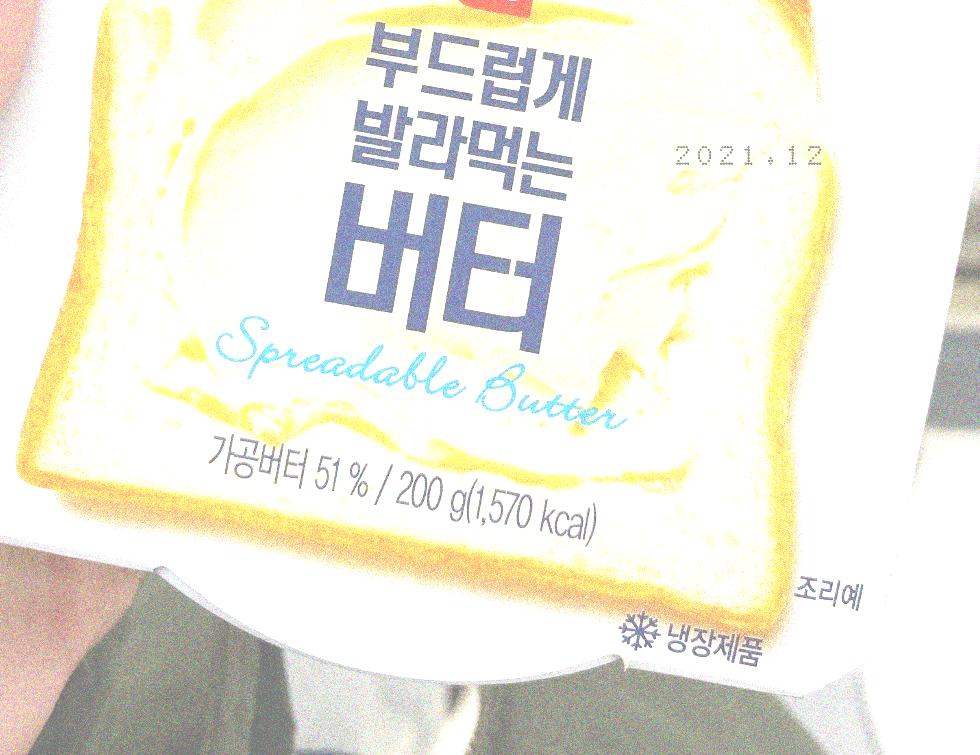 부드럽게
발라먹는
버터
2021.12
Spreadable Butter
가공버터 51 % / 200 g(1,570 kcal)
조리예
냉장제품